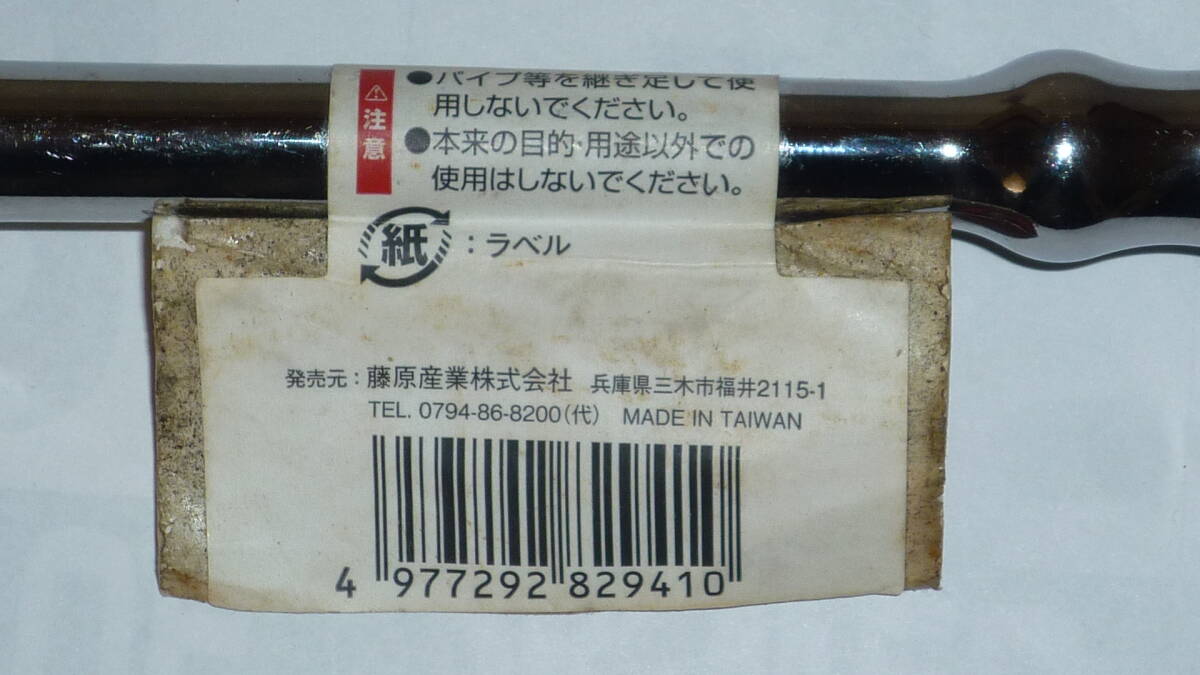 ●パイプ等を継ぎ足して使
用しないでください。
●本来の目的・用途以外での
使用はしないでください。
注意
紙:ラベル
発売元:藤原産業株式会社 兵庫県三木市福井2115-1
TEL. 0794-86-8200(代) MADE IN TAIWAN
4 977292 829410